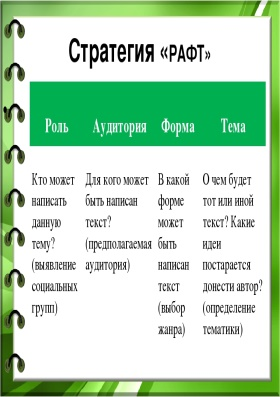 Стратегия «РАФТ»
Роль Аудитория Форма Тема
Кто может
написать
данную
тему?
(выявление
социальных
групп)
Для кого может
быть написан
текст?
(предполагаемая
аудитория)
В какой
форме
может
быть
написан
текст
(выбор
жанра)
О чем будет
тот или иной
текст? Какие
идеи
постарается
донести автор?
(определение
тематики)